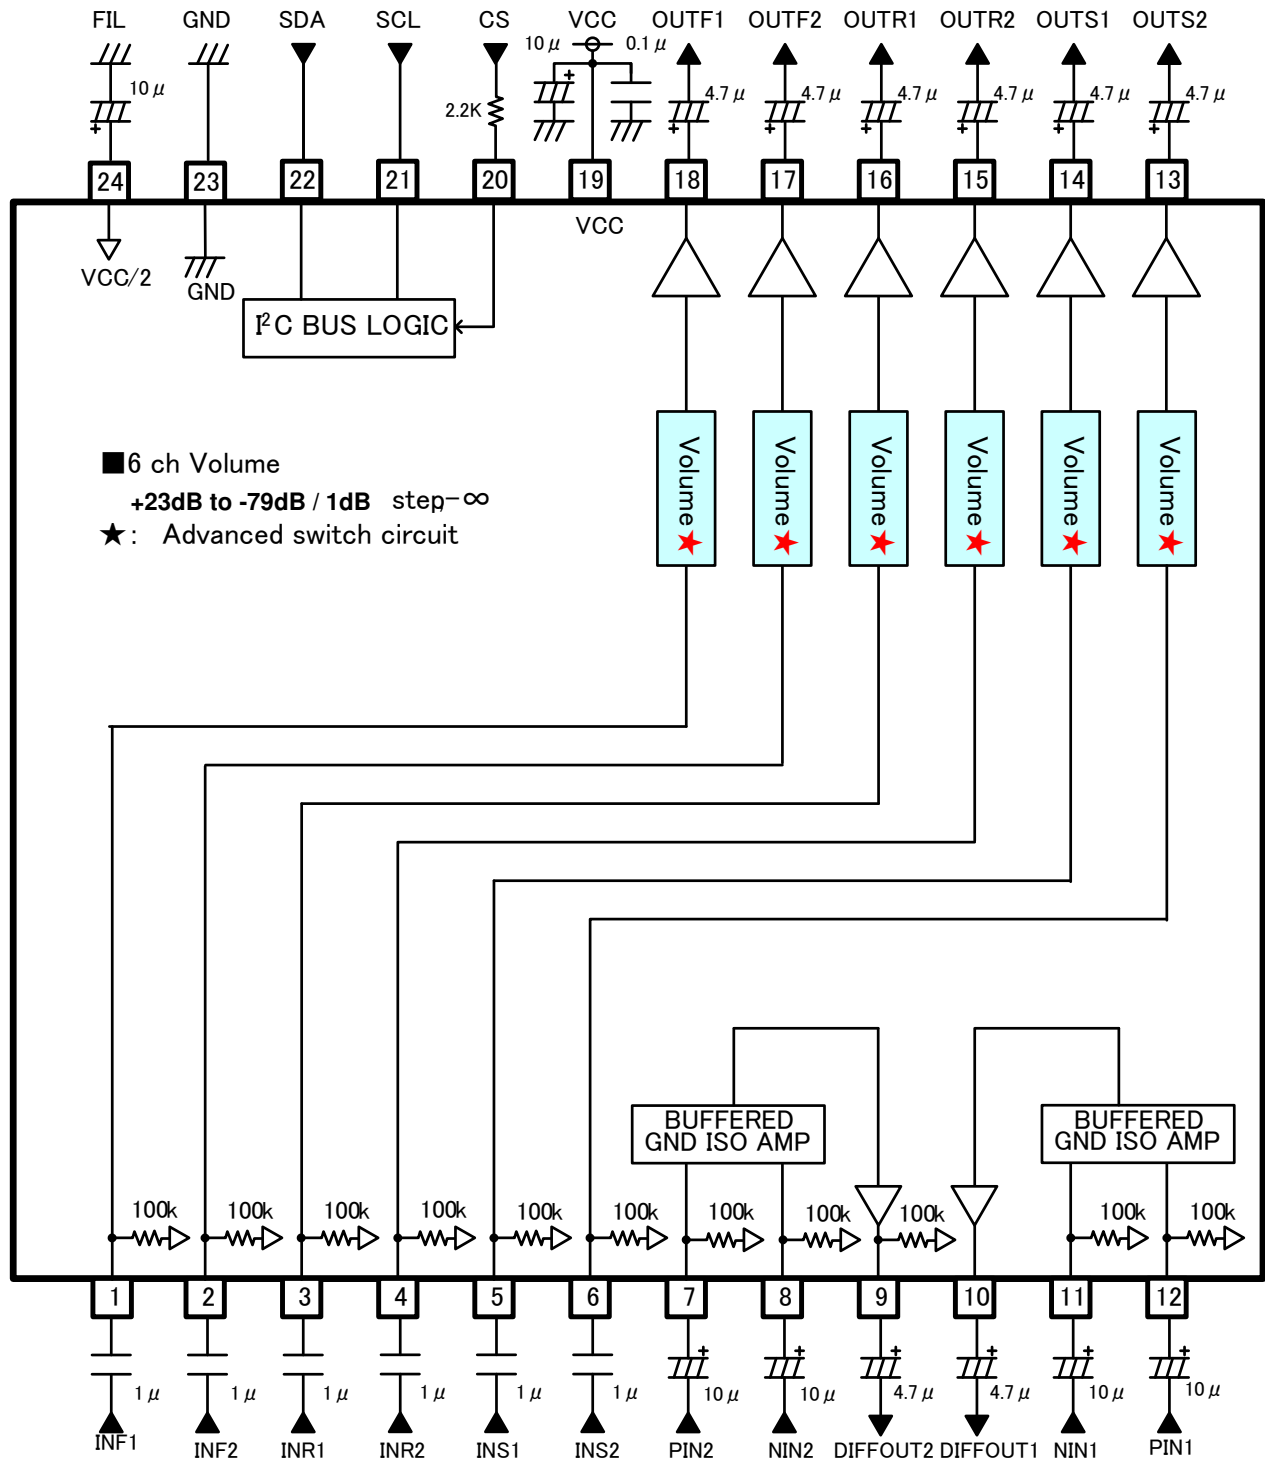 FIL GND SDA SCL CS VCC OUTF1 OUTF2 OUTR1 OUTR2 OUTS1 OUTS2
10μ 2.2K 10μ 0.1μ 4.7μ 4.7μ 4.7μ 4.7μ 4.7μ 4.7μ
+ + + + + + + +
24 23 22 21 20 19 18 17 16 15 14 13
VCC
VCC/2 GND
I²C BUS LOGIC
Volume★ Volume★ Volume★ Volume★ Volume★ Volume★
■6 ch Volume
+23dB to -79dB / 1dB step-∞
★: Advanced switch circuit
BUFFERED
GND ISO AMP
BUFFERED
GND ISO AMP
100k 100k 100k 100k 100k 100k 100k 100k 100k 100k 100k
1 2 3 4 5 6 7 8 9 10 11 12
+ + + + + +
1μ 1μ 1μ 1μ 1μ 1μ 10μ 10μ 4.7μ 4.7μ 10μ 10μ
INF1 INF2 INR1 INR2 INS1 INS2 PIN2 NIN2 DIFFOUT2 DIFFOUT1 NIN1 PIN1